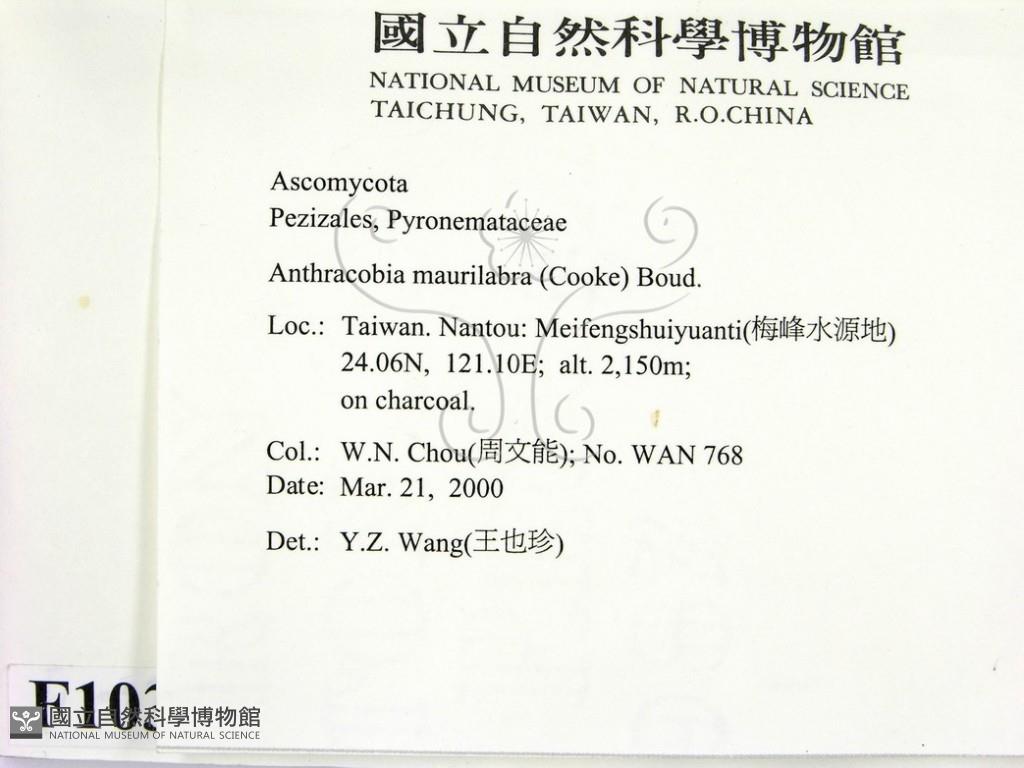 國立自然科學博物館
NATIONAL MUSEUM OF NATURAL SCIENCE
TAICHUNG, TAIWAN, R.O.CHINA
Ascomycota
Pezizales, Pyronemataceae
Anthracobia maurilabra (Cooke) Boud.
Loc.: Taiwan. Nantou: Meifengshuiyuanti(梅峰水源地)
24.06N, 121.10E; alt. 2,150m;
on charcoal.
Col.: W.N. Chou(周文能); No. WAN 768
Date: Mar. 21, 2000
Det.: Y.Z. Wang(王也珍)
國立自然科學博物館
NATIONAL MUSEUM OF NATURAL SCIENCE